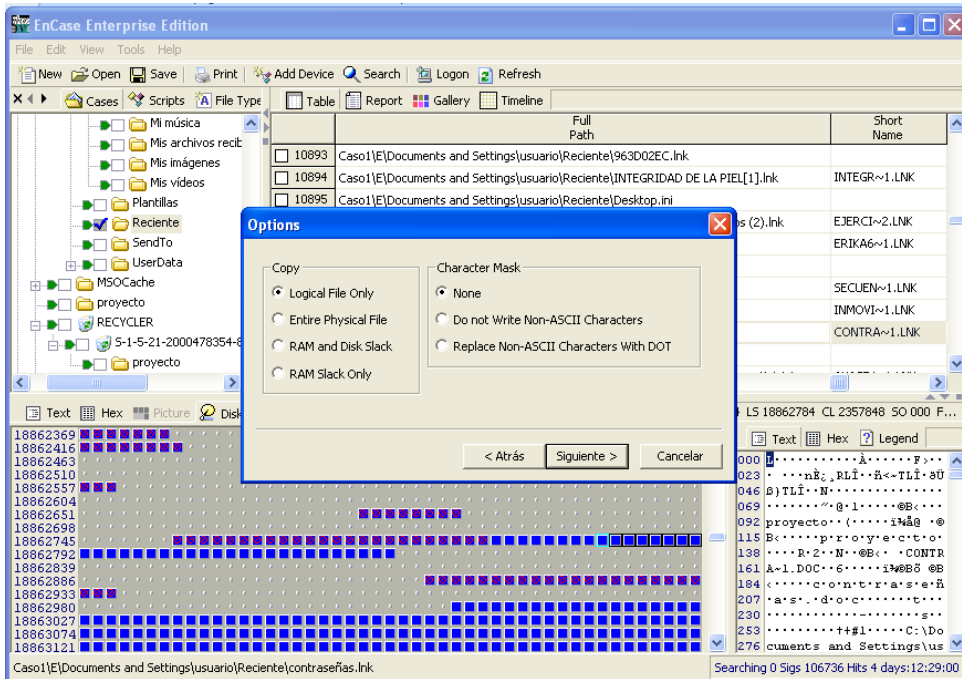 EnCase Enterprise Edition
File Edit View Tools Help
New Open Save Print Add Device Search Logon Refresh
Cases Scripts File Type Table Report Gallery Timeline
Mi música
Mis archivos recib
Mis imágenes
Mis vídeos
Plantillas
Reciente
SendTo
UserData
MSOCache
proyecto
RECYCLER
S-1-5-21-2000478354-8
proyecto
Full Path Short Name
10893 Caso1\E\Documents and Settings\usuario\Reciente\963D02EC.lnk
10894 Caso1\E\Documents and Settings\usuario\Reciente\INTEGRIDAD DE LA PIEL[1].lnk INTEGR~1.LNK
10895 Caso1\E\Documents and Settings\usuario\Reciente\Desktop.ini
os (2).lnk EJERCI~2.LNK
ERIKA6~1.LNK
SECUEN~1.LNK
INMOVI~1.LNK
CONTRA~1.LNK
Options
Copy
Logical File Only
Entire Physical File
RAM and Disk Slack
RAM Slack Only
Character Mask
None
Do not Write Non-ASCII Characters
Replace Non-ASCII Characters With DOT
< Atrás Siguiente > Cancelar
Text Hex Picture Disk
LS 18862784 CL 2357848 SO 000 F...
Text Hex Legend
18862369
18862416
18862463
18862510
18862557
18862604
18862651
18862698
18862745
18862792
18862839
18862886
18862933
18862980
18863027
18863074
18863121
000
023
046
069
092 proyecto
115 p·r·o·y·e·c·t·o·
138 CONTR
161 A~1.DOC
184 c·o·n·t·r·a·s·e·ñ
207 ·a·s·.·d·o·c
230
253 C:\Do
276 cuments and Settings\us
Caso1\E\Documents and Settings\usuario\Reciente\contraseñas.lnk
Searching 0 Sigs 106736 Hits 4 days:12:29:00